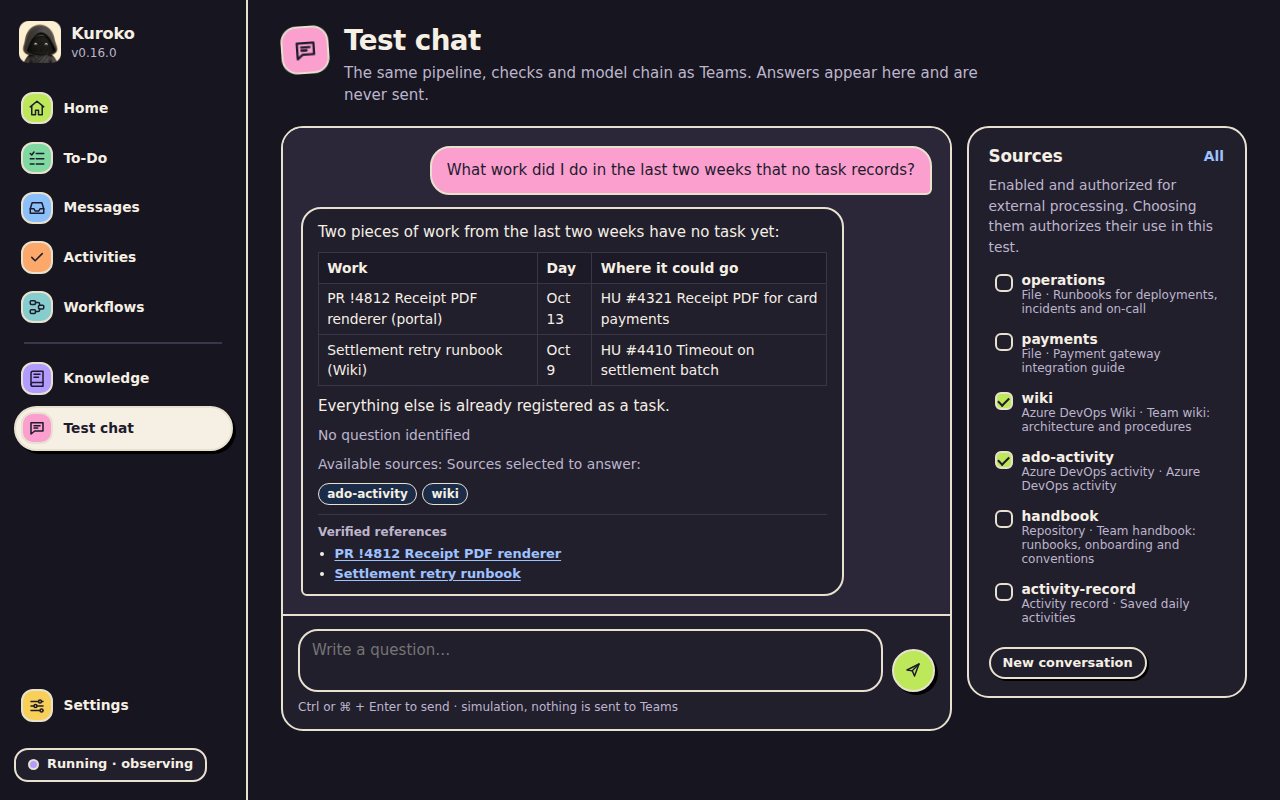 Kuroko
v0.16.0
Home
To-Do
Messages
Activities
Workflows
Knowledge
Test chat
Settings
Running · observing
Test chat
The same pipeline, checks and model chain as Teams. Answers appear here and are
never sent.
What work did I do in the last two weeks that no task records?
Two pieces of work from the last two weeks have no task yet:
Work Day Where it could go
PR !4812 Receipt PDF Oct HU #4321 Receipt PDF for card
renderer (portal) 13 payments
Settlement retry runbook Oct HU #4410 Timeout on
(Wiki) 9 settlement batch
Everything else is already registered as a task.
No question identified
Available sources: Sources selected to answer:
ado-activity wiki
Verified references
• PR !4812 Receipt PDF renderer
• Settlement retry runbook
Write a question...
Ctrl or ⌘ + Enter to send · simulation, nothing is sent to Teams
Sources All
Enabled and authorized for
external processing. Choosing
them authorizes their use in this
test.
operations
File · Runbooks for deployments,
incidents and on-call
payments
File · Payment gateway
integration guide
wiki
Azure DevOps Wiki · Team wiki:
architecture and procedures
ado-activity
Azure DevOps activity · Azure
DevOps activity
handbook
Repository · Team handbook:
runbooks, onboarding and
conventions
activity-record
Activity record · Saved daily
activities
New conversation